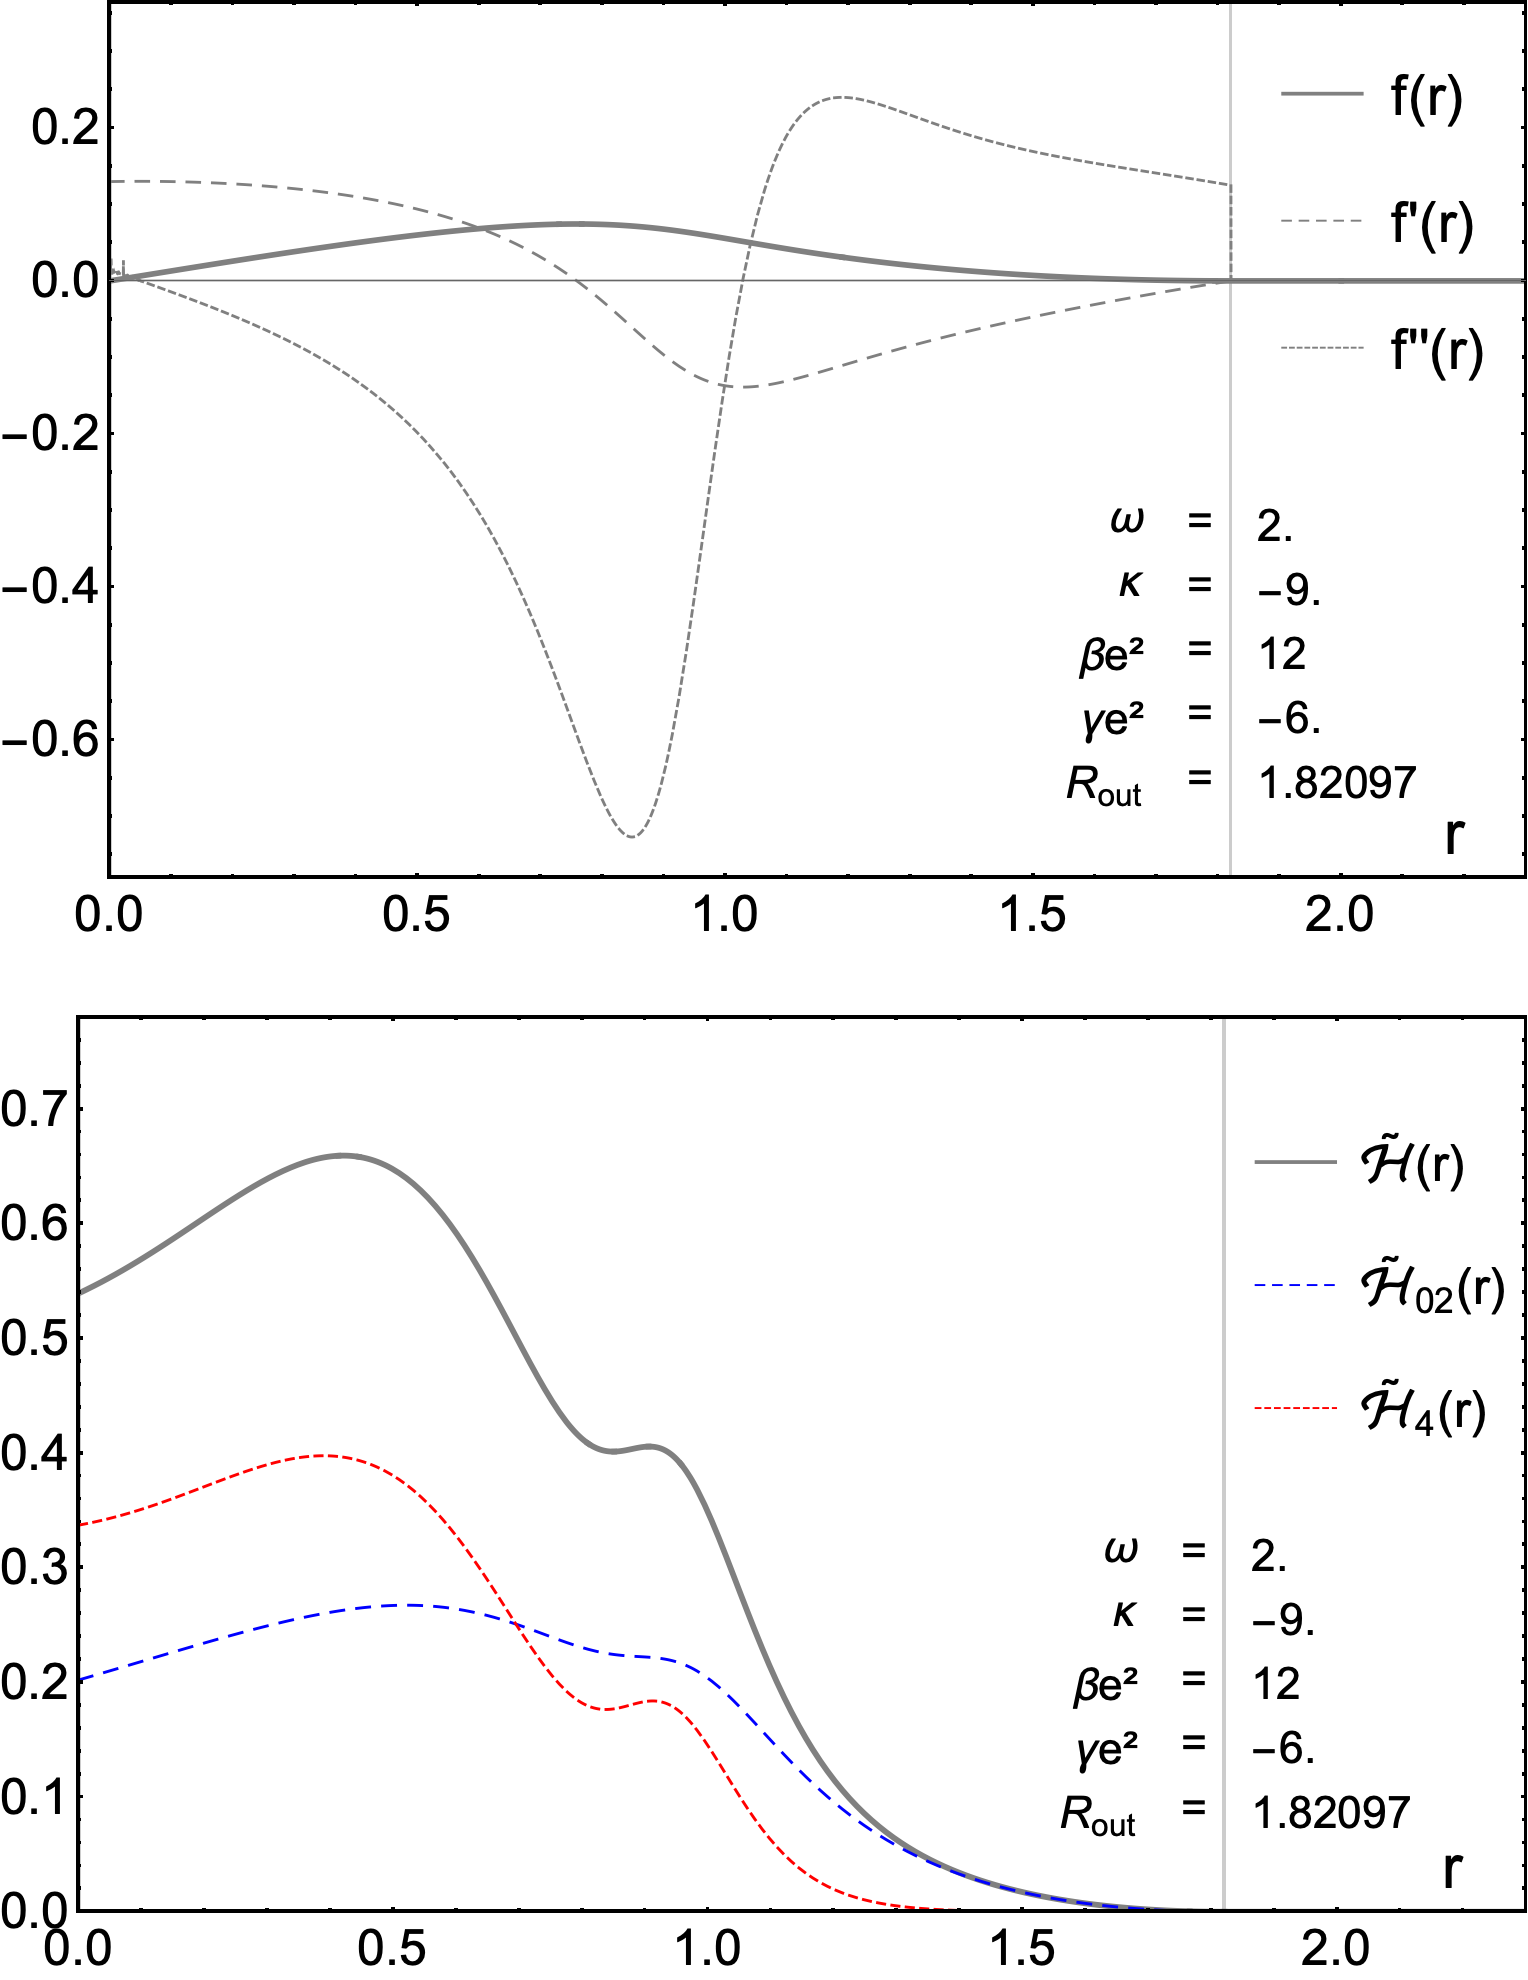 0.2
0.0
−0.2
−0.4
−0.6
f(r)
f'(r)
f''(r)
ω = 2.
κ = −9.
βe² = 12
γe² = −6.
R_out = 1.82097
r
0.0 0.5 1.0 1.5 2.0
0.7
0.6
0.5
0.4
0.3
0.2
0.1
0.0
ℋ̃(r)
ℋ̃₀₂(r)
ℋ̃₄(r)
ω = 2.
κ = −9.
βe² = 12
γe² = −6.
R_out = 1.82097
r
0.0 0.5 1.0 1.5 2.0